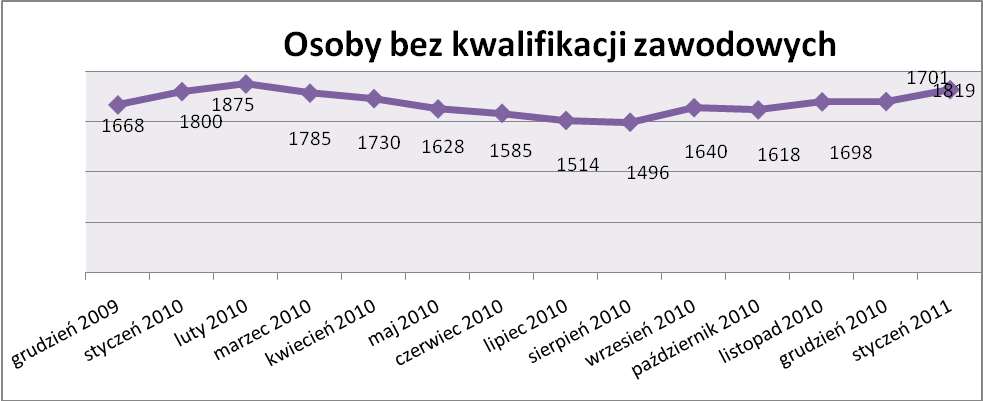 Osoby bez kwalifikacji zawodowych
1668
1800
1875
1785
1730
1628
1585
1514
1496
1640
1618
1698
1701
1819
grudzień 2009
styczeń 2010
luty 2010
marzec 2010
kwiecień 2010
maj 2010
czerwiec 2010
lipiec 2010
sierpień 2010
wrzesień 2010
październik 2010
listopad 2010
grudzień 2010
styczeń 2011